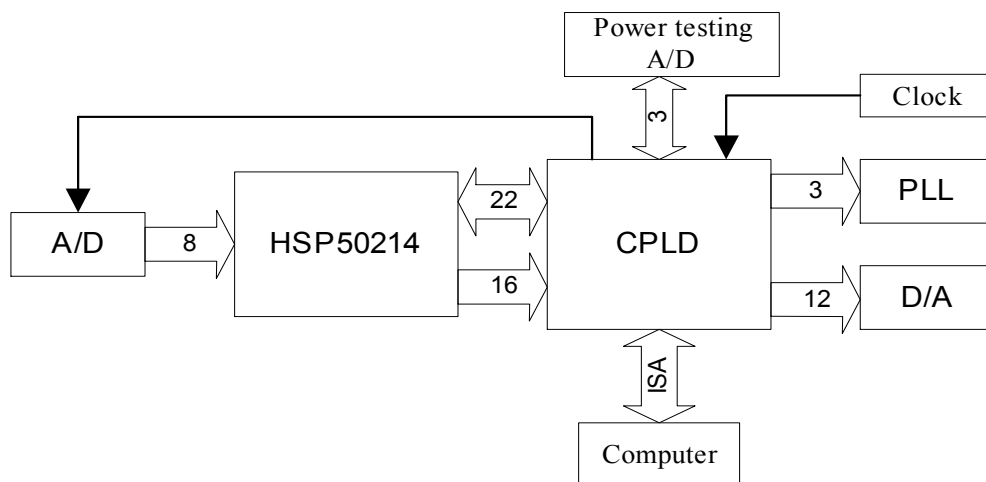 Power testing
A/D
3
Clock
22
3
PLL
A/D
8
HSP50214
CPLD
16
12
D/A
ISA
Computer